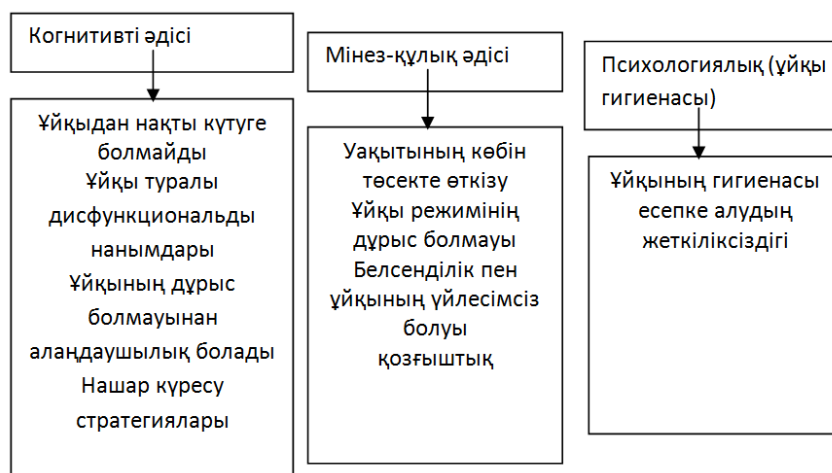 Когнитивті әдісі
Ұйқыдан нақты күтуге
болмайды
Ұйқы туралы
дисфункциональды
нанымдары
Ұйқының дұрыс
болмауынан
алаңдаушылық болады
Нашар күресу
стратегиялары
Мінез-құлық әдісі
Уақытының көбін
төсекте өткізу
Ұйқы режимінің
дұрыс болмауы
Белсенділік пен
ұйқының үйлесімсіз
болуы
қозғыштық
Психологиялық (ұйқы
гигиенасы)
Ұйқының гигиенасы
есепке алудың
жеткіліксіздігі